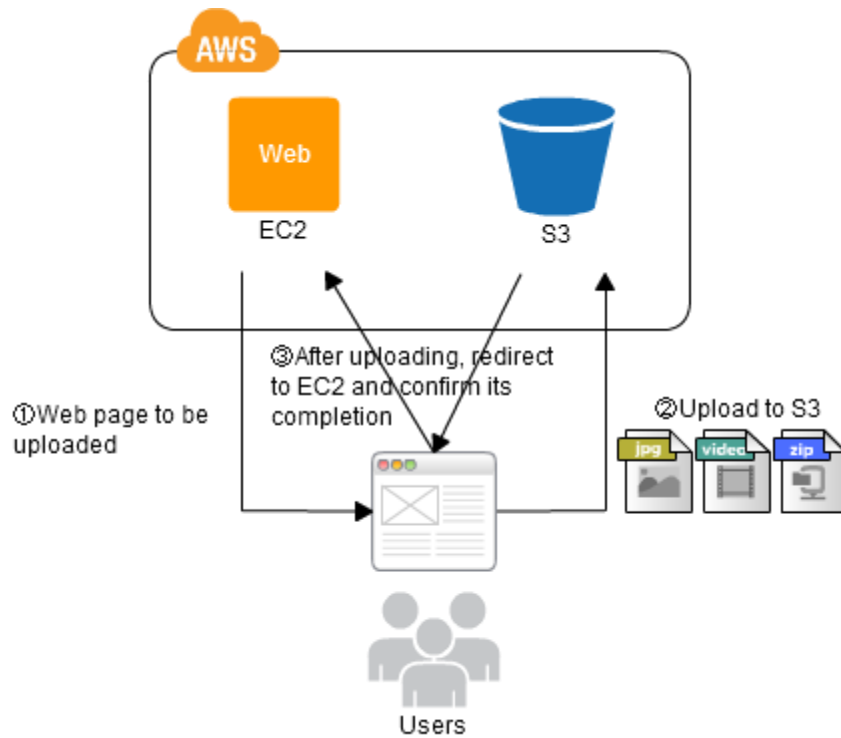 AWS
Web
EC2
S3
③After uploading, redirect
to EC2 and confirm its
completion
①Web page to be
uploaded
②Upload to S3
jpg
video
zip
Users